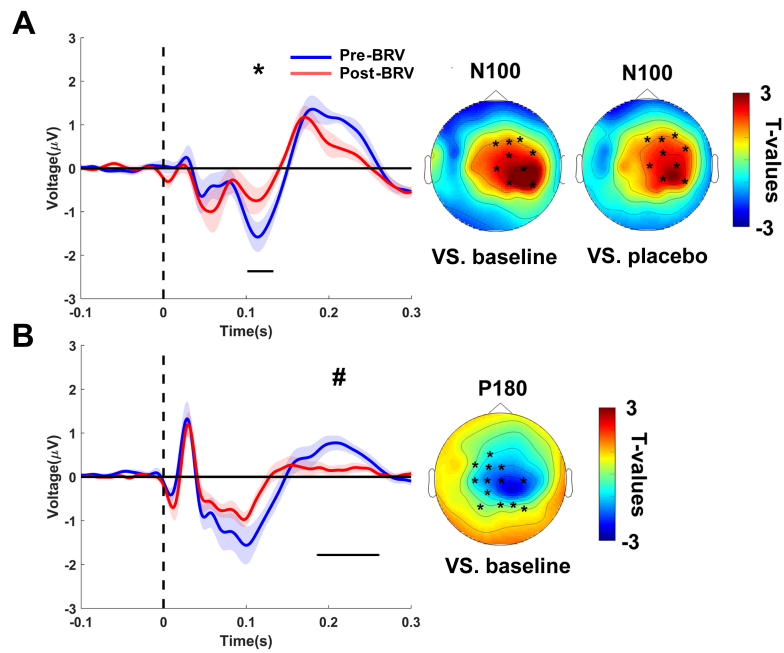 A
3
2
1
0
-1
-2
-3
Voltage(μV)
*
Pre-BRV
Post-BRV
-0.1
0
0.1
0.2
0.3
Time(s)
N100
VS. baseline
N100
VS. placebo
3
-3
T-values
B
3
2
1
0
-1
-2
-3
Voltage(μV)
#
-0.1
0
0.1
0.2
0.3
Time(s)
P180
VS. baseline
3
-3
T-values